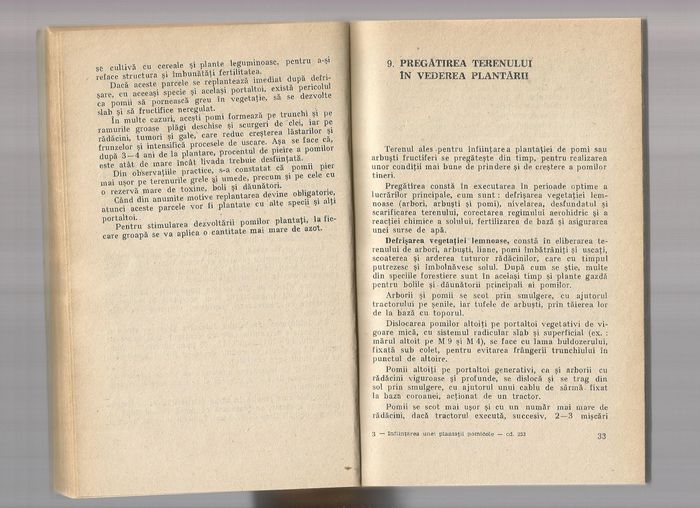 se cultivă cu cereale și plante leguminoase, pentru a-și
reface structura și îmbunătăți fertilitatea.
Dacă aceste parcele se replantează imediat după defri-
șare, cu aceeași specie și același portaltoi, există pericolul
ca pomii să pornească greu în vegetație, să se dezvolte
slab și să fructifice neregulat.
În multe cazuri, acești pomi formează pe trunchi și pe
ramurile groase plăgi deschise și scurgeri de clei, iar pe
rădăcini, tumori și gale, care reduc creșterea lăstarilor și
frunzelor și intensifică procesele de uscare. Așa se face că,
după 3—4 ani de la plantare, procentul de pieire a pomilor
este atât de mare încât livada trebuie desființată.
Din observațiile practice, s-a constatat că pomii pier
mai ușor pe terenurile grele și umede, precum și pe cele cu
o rezervă mare de toxine, boli și dăunători.
Când din anumite motive replantarea devine obligatorie,
atunci aceste parcele vor fi plantate cu alte specii și alți
portaltoi.
Pentru stimularea dezvoltării pomilor plantați, la fie-
care groapă se va aplica o cantitate mai mare de azot.
9. PREGĂTIREA TERENULUI
ÎN VEDEREA PLANTĂRII
Terenul ales pentru înființarea plantației de pomi sau
arbuști fructiferi se pregătește din timp, pentru realizarea
unor condiții mai bune de prindere și de creștere a pomilor
tineri.
Pregătirea constă în executarea în perioade optime a
lucrărilor principale, cum sunt : defrișarea vegetației lem-
noase (arbori, arbuști și pomi), nivelarea, desfundatul și
scarificarea terenului, corectarea regimului aerohidric și a
reacției chimice a solului, fertilizarea de bază și asigurarea
unei surse de apă.
Defrișarea vegetației lemnoase, constă în eliberarea te-
renului de arbori, arbuști, liane, pomi îmbătrâniți și uscați,
scoaterea și arderea tuturor rădăcinilor, care cu timpul
putrezesc și îmbolnăvesc solul. După cum se știe, multe
din speciile forestiere sunt în același timp și plante gazdă
pentru bolile și dăunătorii principali ai pomilor.
Arborii și pomii se scot prin smulgere, cu ajutorul
tractorului pe șenile, iar tufele de arbuști, prin tăierea lor
de la bază cu toporul.
Dislocarea pomilor altoiți pe portaltoi vegetativi de vi-
goare mică, cu sistemul radicular slab și superficial (ex. :
mărul altoit pe M 9 și M 4), se face cu lama buldozerului,
fixată sub colet, pentru evitarea frângerii trunchiului în
punctul de altoire.
Pomii altoiți pe portaltoi generativi, ca și arborii cu
rădăcini viguroase și profunde, se dislocă și se trag din
sol prin smulgere, cu ajutorul unui cablu de sârmă fixat
la baza coroanei, acționat de un tractor.
Pomii se scot mai ușor și cu un număr mai mare de
rădăcini, dacă tractorul execută, succesiv, 2—3 mișcări
3 — Înființarea unei plantații pomicole — cd. 253
33